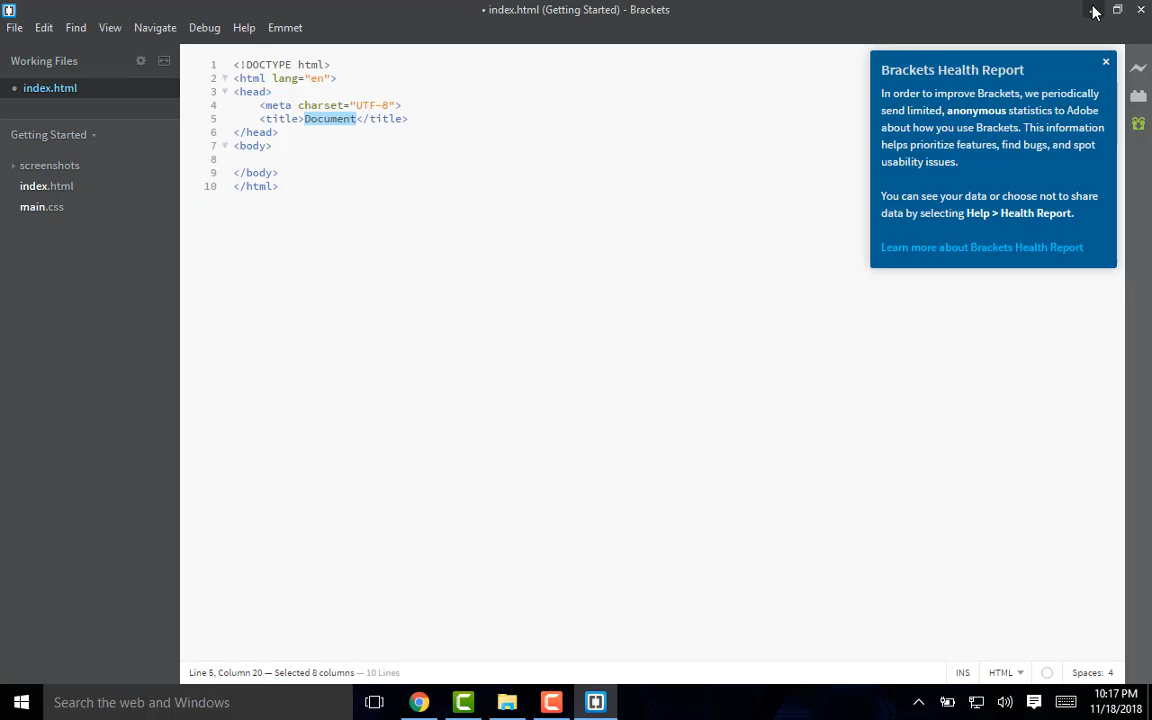 • index.html (Getting Started) - Brackets
File Edit Find View Navigate Debug Help Emmet
Working Files
• index.html
Getting Started
screenshots
index.html
main.css
1 <!DOCTYPE html>
2 <html lang="en">
3 <head>
4 <meta charset="UTF-8">
5 <title>Document</title>
6 </head>
7 <body>
8
9 </body>
10 </html>
Brackets Health Report
×
In order to improve Brackets, we periodically
send limited, anonymous statistics to Adobe
about how you use Brackets. This information
helps prioritize features, find bugs, and spot
usability issues.
You can see your data or choose not to share
data by selecting Help > Health Report.
Learn more about Brackets Health Report
Line 5, Column 20 — Selected 8 columns — 10 Lines
INS HTML Spaces: 4
Search the web and Windows
10:17 PM
11/18/2018